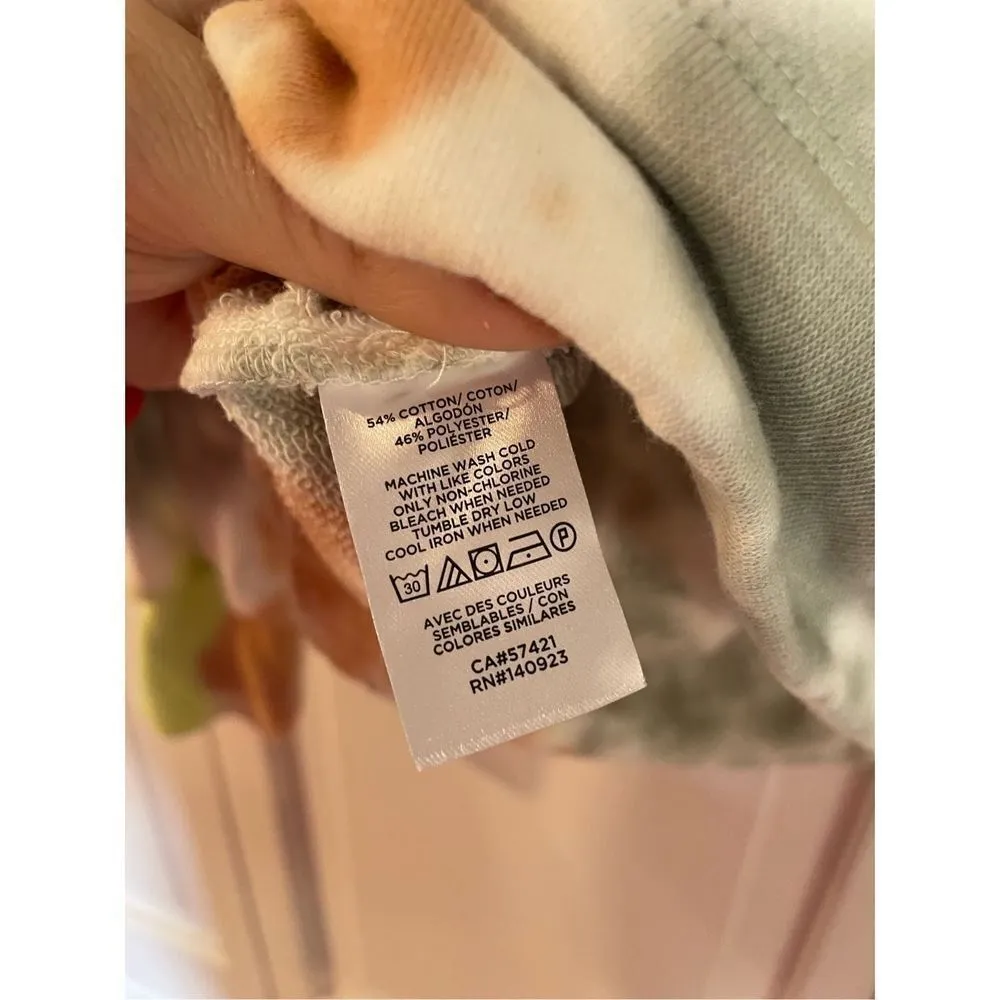 54% COTTON/ COTON/
ALGODÓN
46% POLYESTER/
POLIÉSTER
MACHINE WASH COLD
WITH LIKE COLORS
ONLY NON-CHLORINE
BLEACH WHEN NEEDED
TUMBLE DRY LOW
COOL IRON WHEN NEEDED
30 P
AVEC DES COULEURS
SEMBLABLES / CON
COLORES SIMILARES
CA#57421
RN#140923